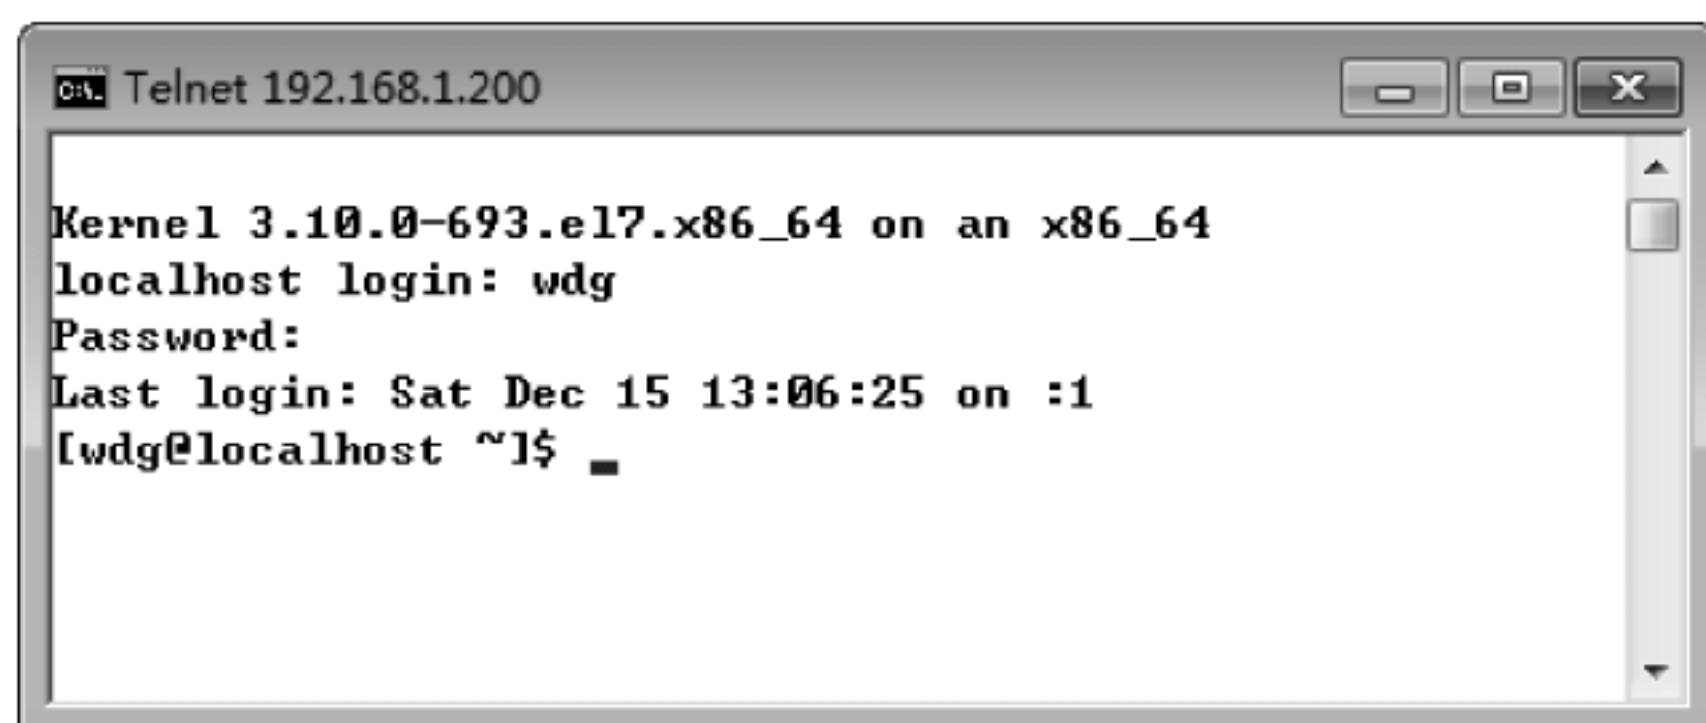 Telnet 192.168.1.200
Kernel 3.10.0-693.el7.x86_64 on an x86_64
localhost login: wdg
Password:
Last login: Sat Dec 15 13:06:25 on :1
[wdg@localhost ~]$ _